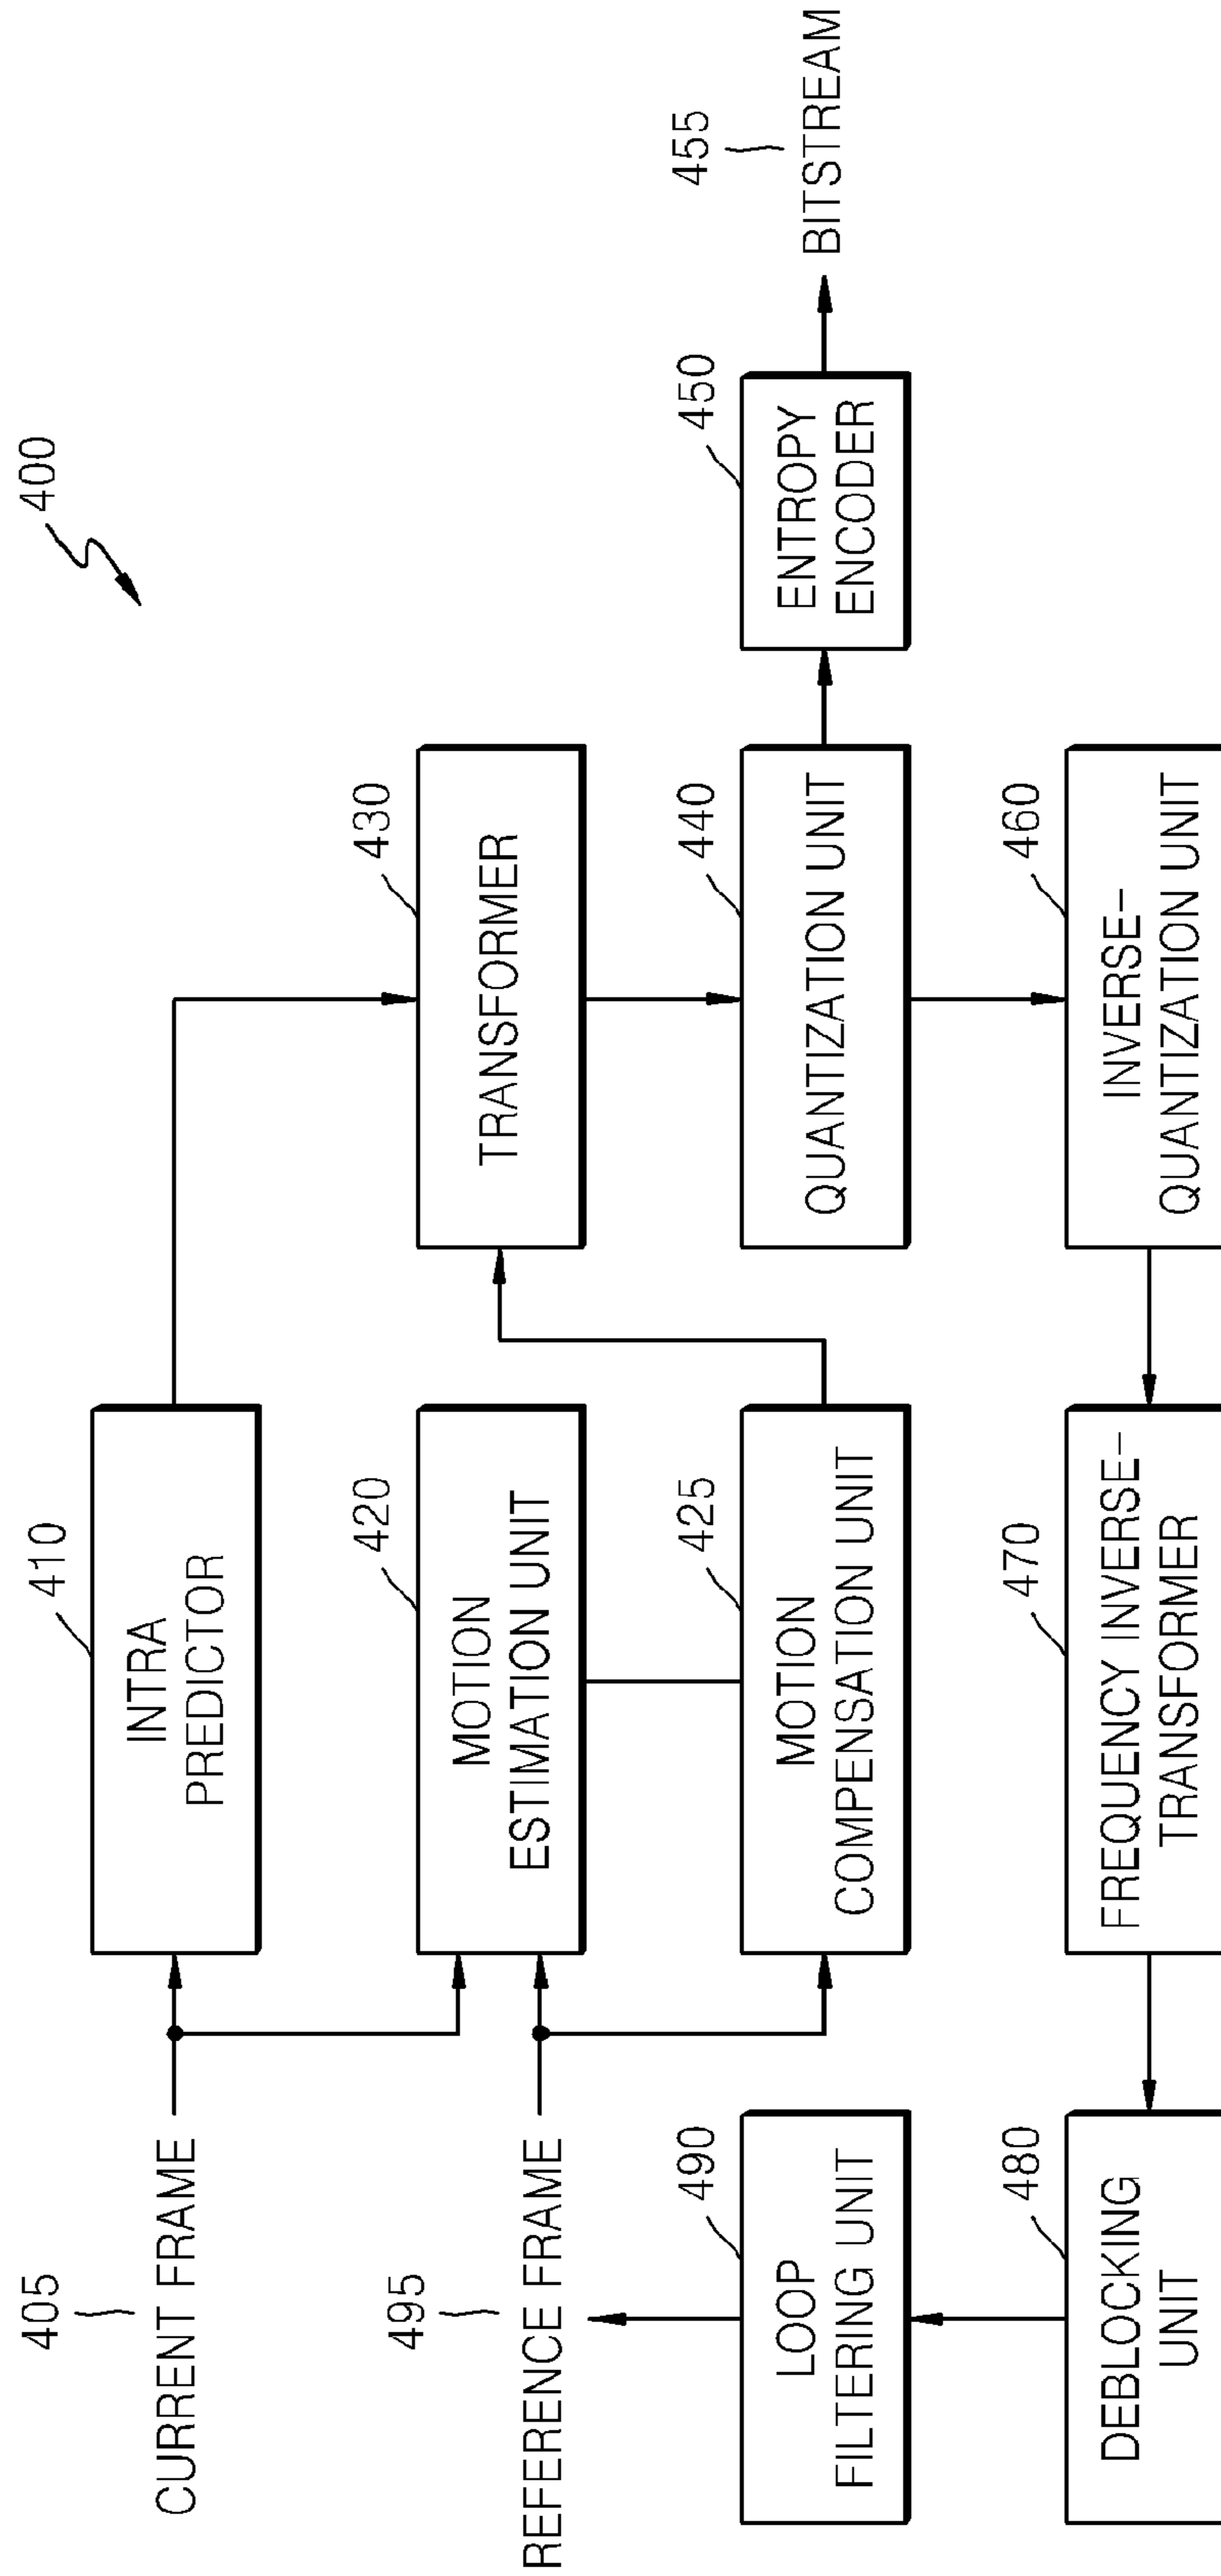 400
405
CURRENT FRAME
410
INTRA
PREDICTOR
495
REFERENCE FRAME
420
MOTION
ESTIMATION UNIT
430
TRANSFORMER
490
LOOP
FILTERING UNIT
425
MOTION
COMPENSATION UNIT
440
QUANTIZATION UNIT
450
ENTROPY
ENCODER
455
BITSTREAM
480
DEBLOCKING
UNIT
470
FREQUENCY INVERSE-
TRANSFORMER
460
INVERSE-
QUANTIZATION UNIT